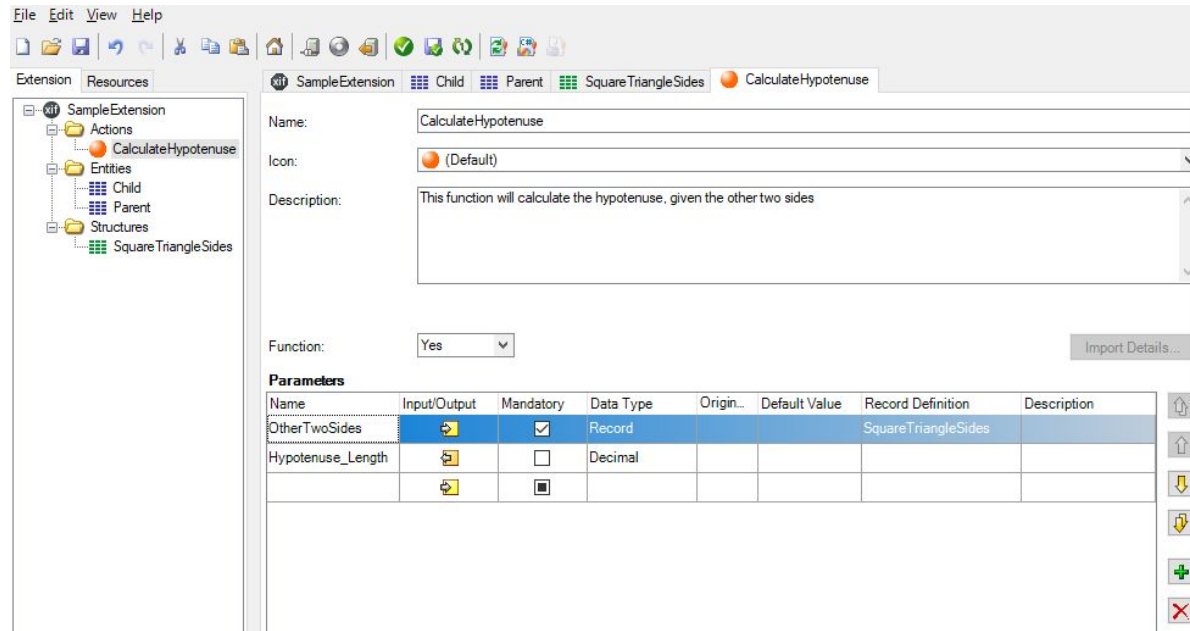 File Edit View Help
Extension Resources
xif SampleExtension
Actions
CalculateHypotenuse
Entities
Child
Parent
Structures
SquareTriangleSides
xif SampleExtension Child Parent SquareTriangleSides CalculateHypotenuse
Name: CalculateHypotenuse
Icon: (Default)
Description: This function will calculate the hypotenuse, given the other two sides
Function: Yes Import Details...
Parameters
Name Input/Output Mandatory Data Type Origin... Default Value Record Definition Description
OtherTwoSides Record SquareTriangleSides
Hypotenuse_Length Decimal